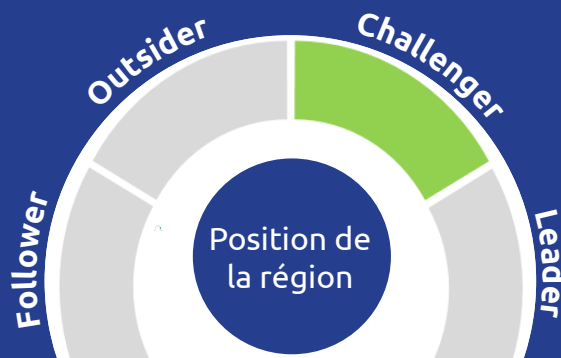 Outsider
Challenger
Follower
Leader
Position de
la région